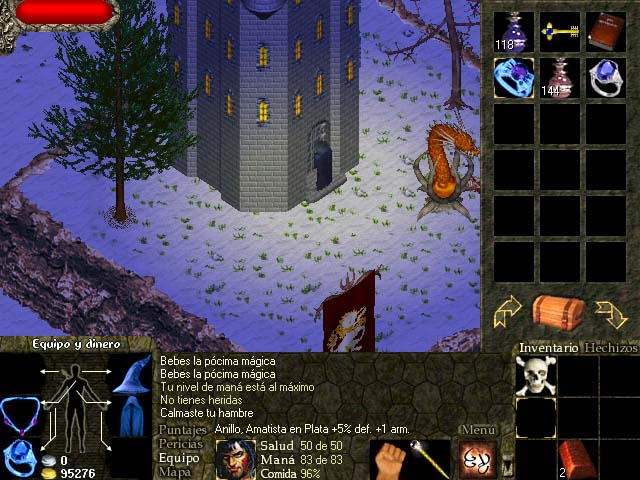 118
144
Inventario Hechizos
Equipo y dinero
Bebes la pócima mágica
Bebes la pócima mágica
Tu nivel de maná está al máximo
No tienes heridas
Calmaste tu hambre
Anillo, Amatista en Plata +5% def. +1 arm.
Puntajes
Pericias
Equipo
Mapa
Salud 50 de 50
Maná 83 de 83
Comida 96%
Menú
0
95276
2